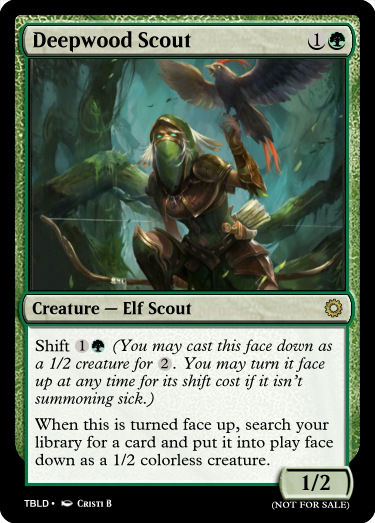 Deepwood Scout 1
Creature — Elf Scout
Shift 1 (You may cast this face down as
a 1/2 creature for 2. You may turn it face
up at any time for its shift cost if it isn't
summoning sick.)
When this is turned face up, search your
library for a card and put it into play face
down as a 1/2 colorless creature.
1/2
TBLD • Cristi B
(NOT FOR SALE)